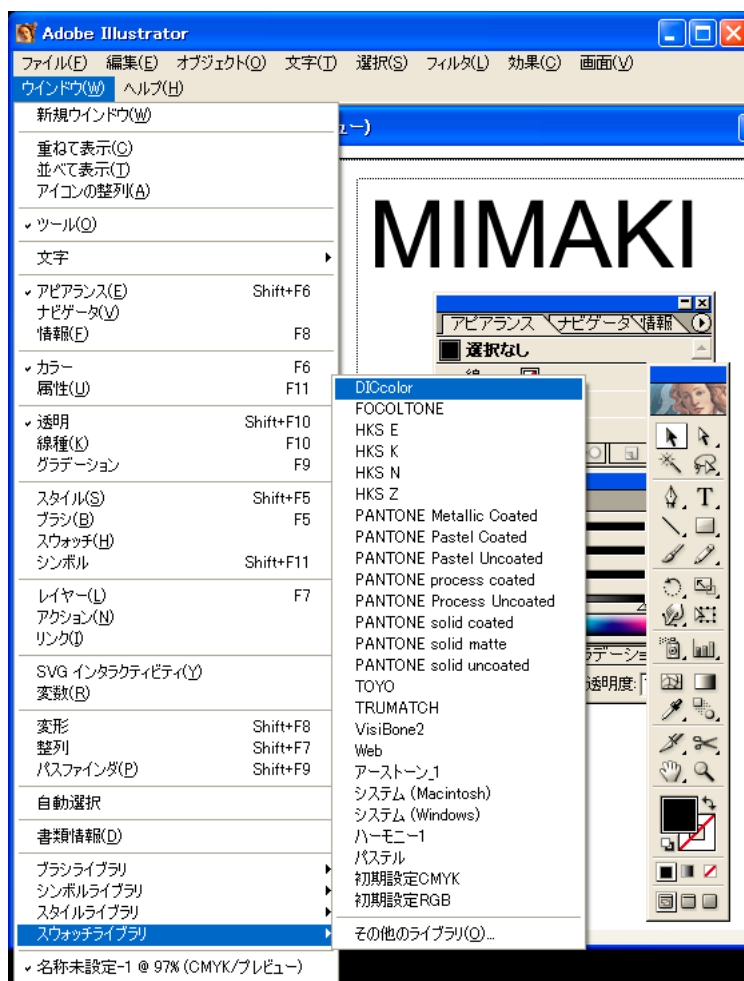 Adobe Illustrator
ファイル(F) 編集(E) オブジェクト(O) 文字(T) 選択(S) フィルタ(L) 効果(C) 画面(V)
ウインドウ(W) ヘルプ(H)
新規ウインドウ(W)
重ねて表示(C)
並べて表示(T)
アイコンの整列(A)
ツール(O)
文字
アピアランス(E) Shift+F6
ナビゲータ(V)
情報(F) F8
カラー F6
属性(U) F11
透明 Shift+F10
線種(K) F10
グラデーション F9
スタイル(S) Shift+F5
ブラシ(B) F5
スウォッチ(H)
シンボル Shift+F11
レイヤー(L) F7
アクション(N)
リンク(I)
SVG インタラクティビティ(Y)
変数(R)
変形 Shift+F8
整列 Shift+F7
パスファインダ(P) Shift+F9
自動選択
書類情報(D)
ブラシライブラリ
シンボルライブラリ
スタイルライブラリ
スウォッチライブラリ
名称未設定-1 @ 97% (CMYK/プレビュー)
ュー)
MIMAKI
アピアランス ナビゲータ 情報
選択なし
DICcolor
FOCOLTONE
HKS E
HKS K
HKS N
HKS Z
PANTONE Metallic Coated
PANTONE Pastel Coated
PANTONE Pastel Uncoated
PANTONE process coated
PANTONE Process Uncoated
PANTONE solid coated
PANTONE solid matte
PANTONE solid uncoated
TOYO
TRUMATCH
VisiBone2
Web
アーストーン_1
システム (Macintosh)
システム (Windows)
ハーモニー1
パステル
初期設定CMYK
初期設定RGB
その他のライブラリ(O)...
透明度: